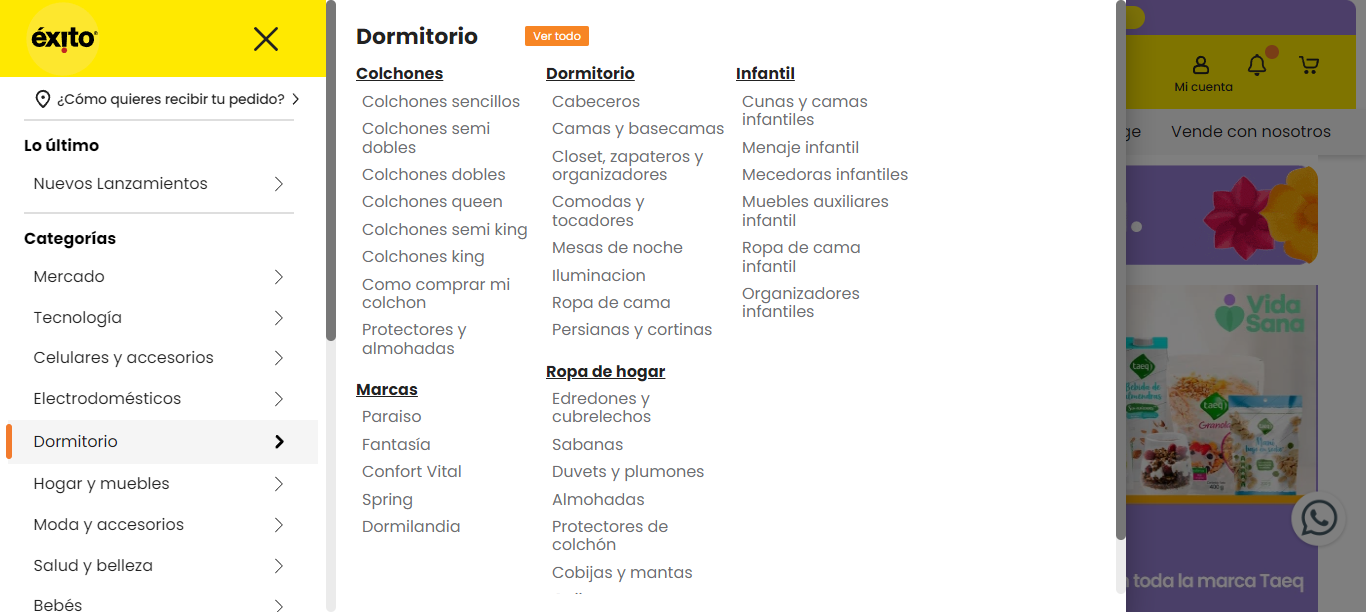 éxito
¿Cómo quieres recibir tu pedido?
Lo último
Nuevos Lanzamientos
Categorías
Mercado
Tecnología
Celulares y accesorios
Electrodomésticos
Dormitorio
Hogar y muebles
Moda y accesorios
Salud y belleza
Bebés
Dormitorio
Ver todo
Colchones
Colchones sencillos
Colchones semi
dobles
Colchones dobles
Colchones queen
Colchones semi king
Colchones king
Como comprar mi
colchon
Protectores y
almohadas
Marcas
Paraiso
Fantasía
Confort Vital
Spring
Dormilandia
Dormitorio
Cabeceros
Camas y basecamas
Closet, zapateros y
organizadores
Comodas y
tocadores
Mesas de noche
Iluminacion
Ropa de cama
Persianas y cortinas
Ropa de hogar
Edredones y
cubrelechos
Sabanas
Duvets y plumones
Almohadas
Protectores de
colchón
Cobijas y mantas
Infantil
Cunas y camas
infantiles
Menaje infantil
Mecedoras infantiles
Muebles auxiliares
infantil
Ropa de cama
infantil
Organizadores
infantiles
Mi cuenta
Vende con nosotros
Vida
Sana
taeq
Bebida de
almendras
taeq
Granola
toda la marca Taeq